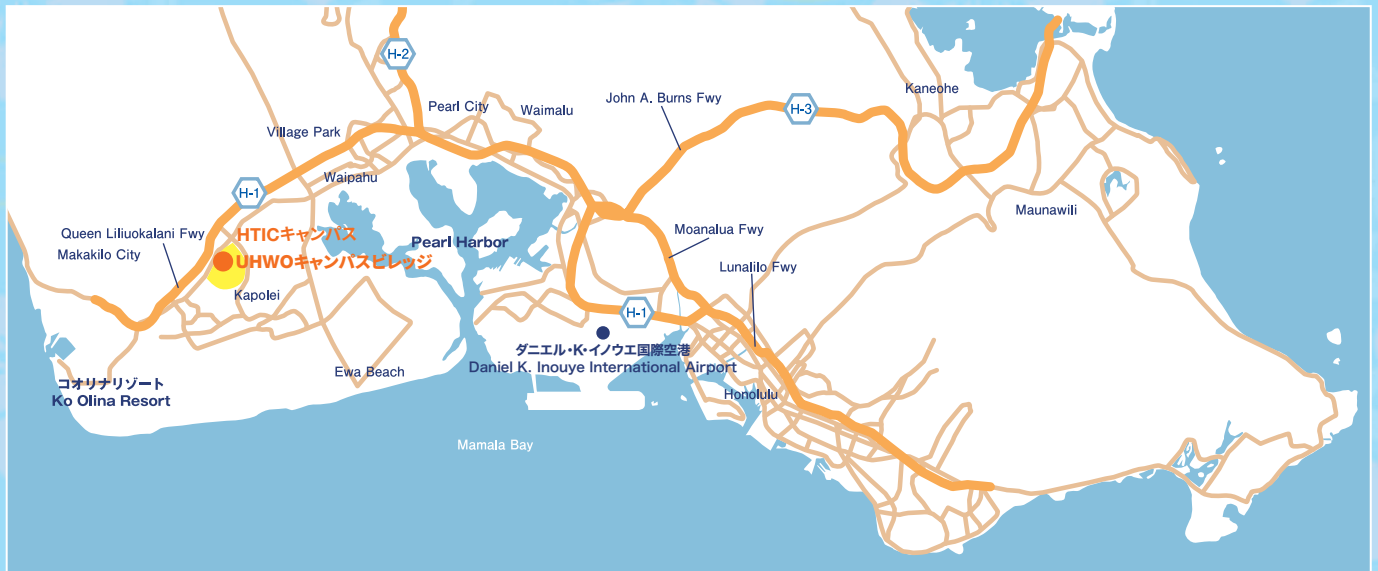 H-2
Kaneohe
John A. Burns Fwy
H-3
Pearl City
Waimalu
Village Park
Waipahu
H-1
Maunawili
Queen Liliuokalani Fwy
Makakilo City
HTICキャンパス
UHWOキャンパスビレッジ
Kapolei
Pearl Harbor
Moanalua Fwy
Lunalilo Fwy
H-1
ダニエル・K・イノウエ国際空港
Daniel K. Inouye International Airport
Ewa Beach
コオリナリゾート
Ko Olina Resort
Honolulu
Mamala Bay